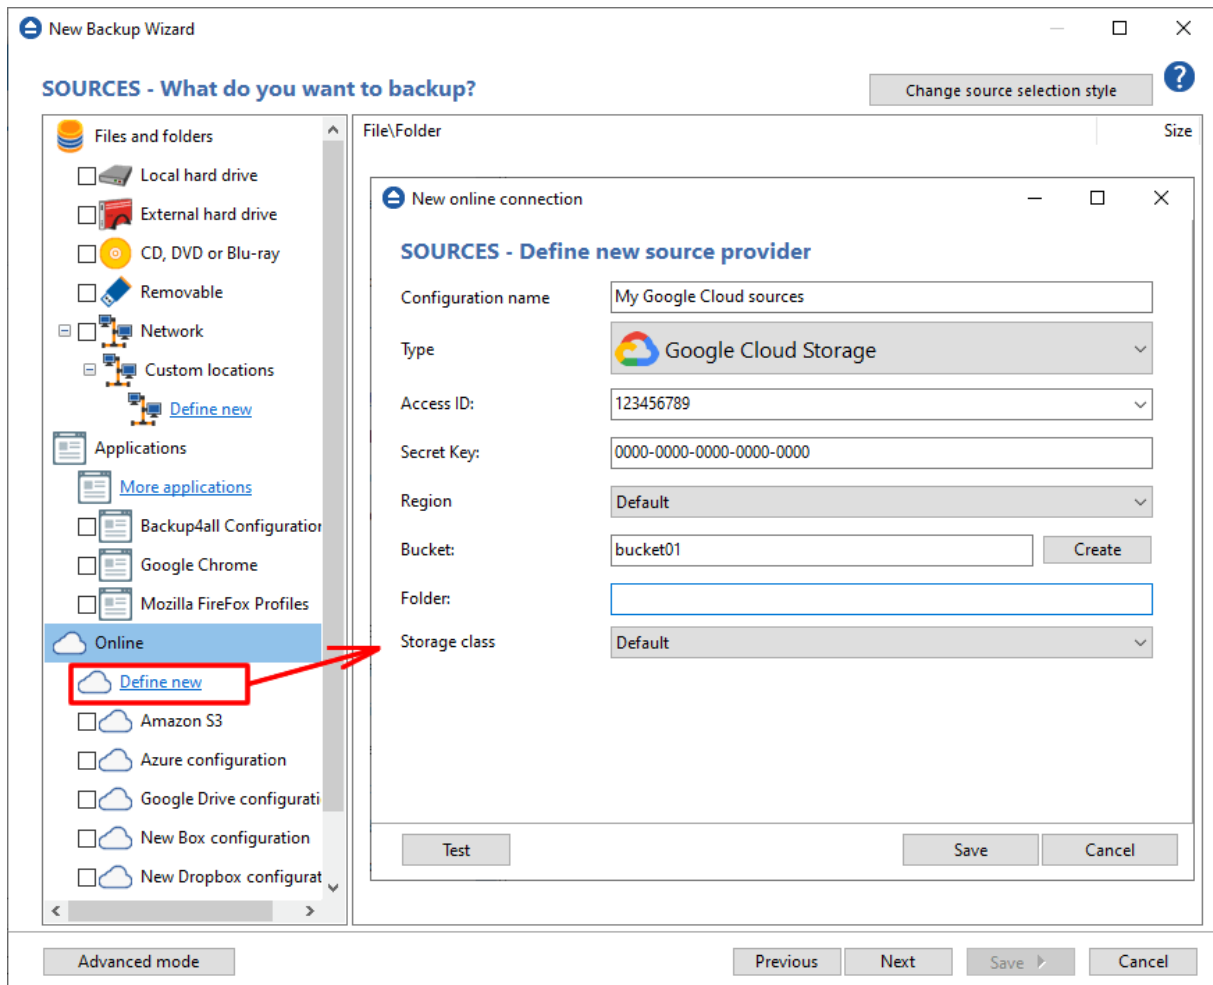 New Backup Wizard
SOURCES - What do you want to backup?
Change source selection style
?
Files and folders
Local hard drive
External hard drive
CD, DVD or Blu-ray
Removable
Network
Custom locations
Define new
Applications
More applications
Backup4all Configuration
Google Chrome
Mozilla FireFox Profiles
Online
Define new
Amazon S3
Azure configuration
Google Drive configurati
New Box configuration
New Dropbox configurat
File\Folder Size
New online connection
SOURCES - Define new source provider
Configuration name My Google Cloud sources
Type Google Cloud Storage
Access ID: 123456789
Secret Key: 0000-0000-0000-0000-0000
Region Default
Bucket: bucket01 Create
Folder:
Storage class Default
Test Save Cancel
Advanced mode Previous Next Save Cancel